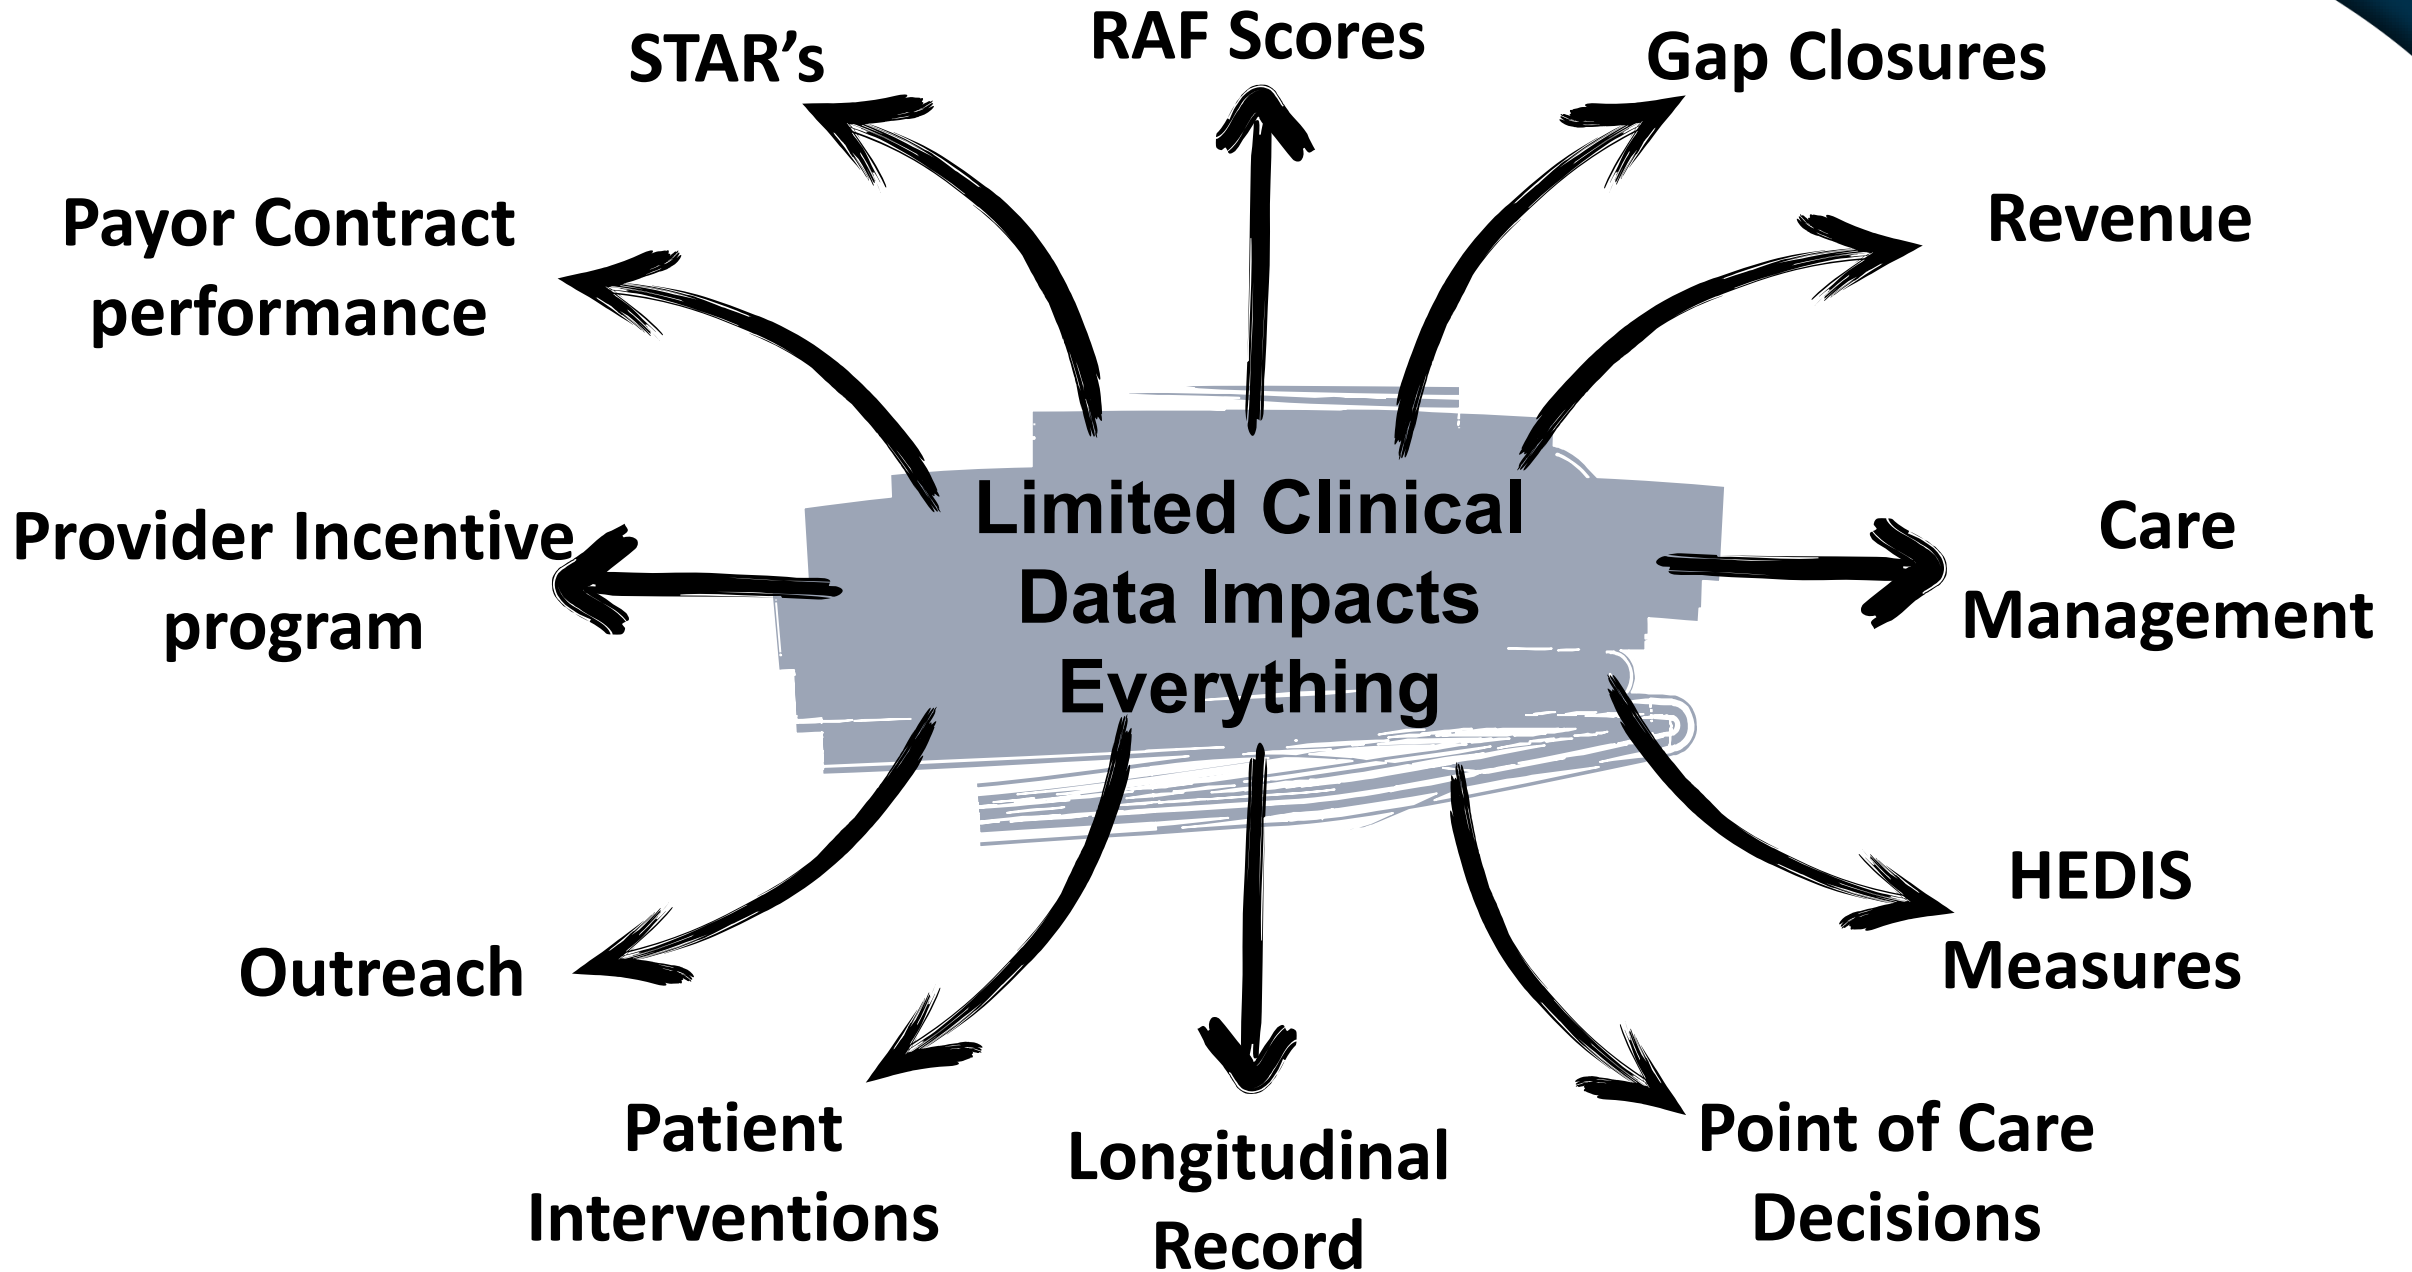 STAR’s
RAF Scores
Gap Closures
Payor Contract
performance
Revenue
Provider Incentive
program
Limited Clinical
Data Impacts
Everything
Care
Management
Outreach
HEDIS
Measures
Patient
Interventions
Longitudinal
Record
Point of Care
Decisions